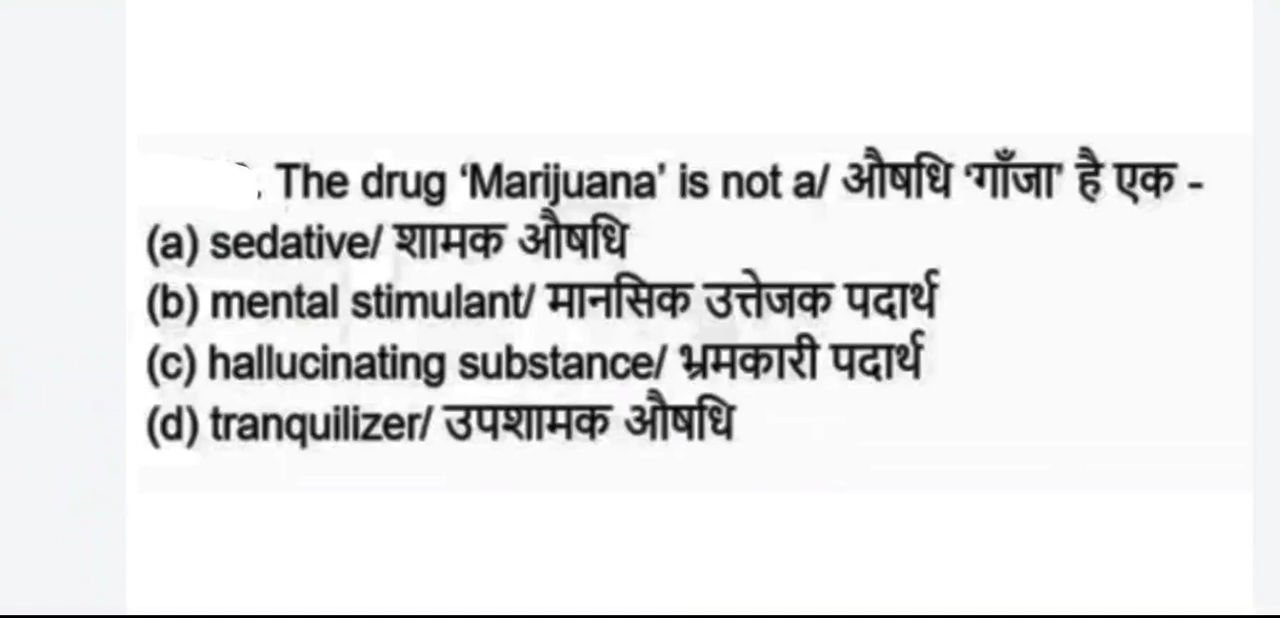 . The drug ‘Marijuana’ is not a/ औषधि ‘गाँजा’ है एक -
(a) sedative/ शामक औषधि
(b) mental stimulant/ मानसिक उत्तेजक पदार्थ
(c) hallucinating substance/ भ्रमकारी पदार्थ
(d) tranquilizer/ उपशामक औषधि